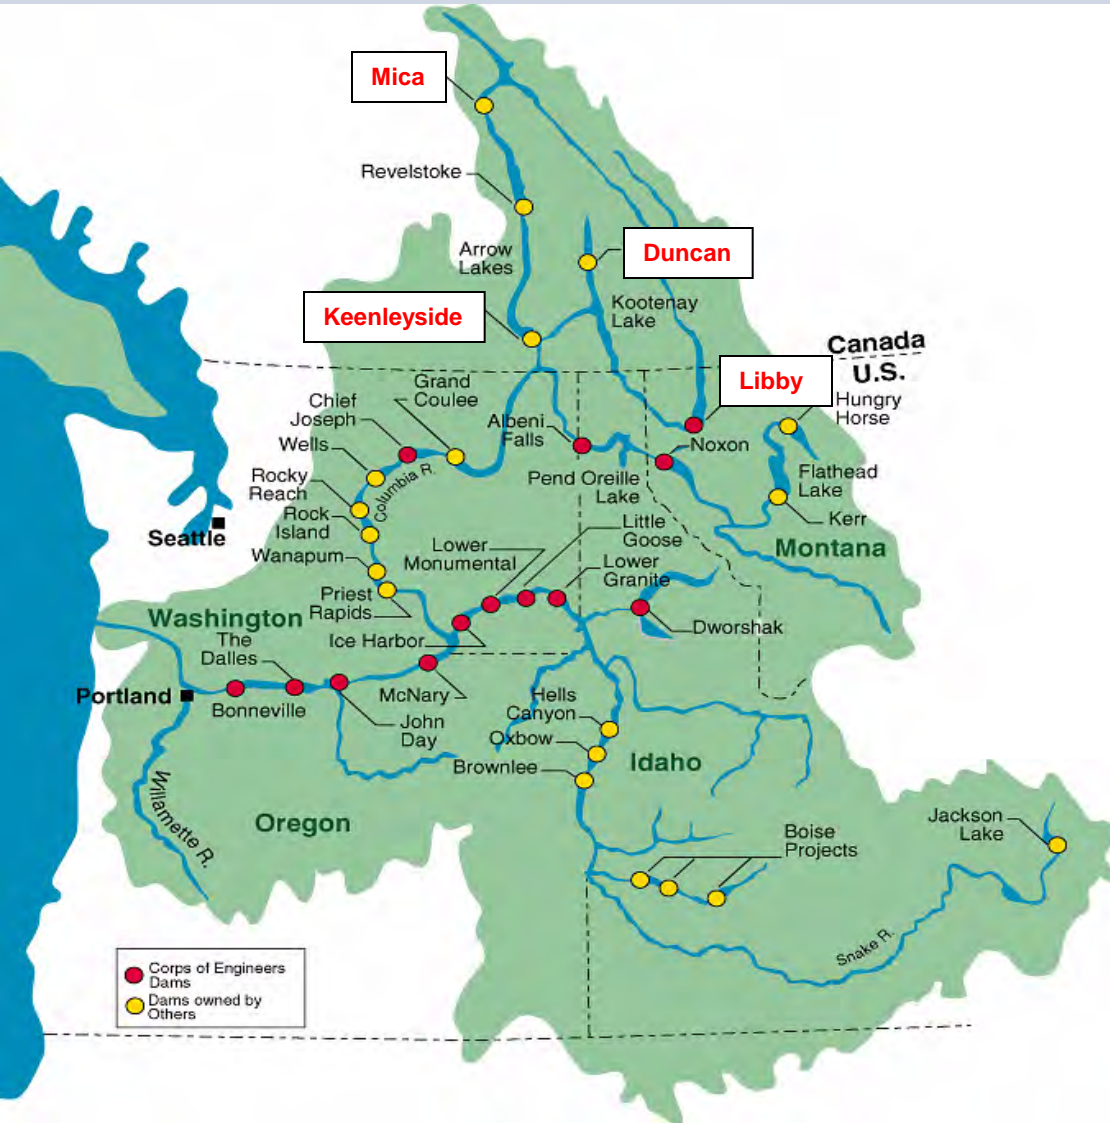 Mica
Revelstoke
Arrow
Lakes
Duncan
Keenleyside
Kootenay
Lake
Canada
U.S.
Libby
Hungry
Horse
Grand
Coulee
Chief
Joseph
Wells
Albeni
Falls
Noxon
Rocky
Reach
Columbia R.
Pend Oreille
Lake
Flathead
Lake
Kerr
Rock
Island
Seattle
Little
Goose
Wanapum
Lower
Monumental
Lower
Granite
Montana
Priest
Rapids
Washington
Ice Harbor
Dworshak
The
Dalles
Portland
Bonneville
McNary
John
Day
Hells
Canyon
Oxbow
Brownlee
Idaho
Willamette R.
Oregon
Boise
Projects
Jackson
Lake
Snake R.
Corps of Engineers
Dams
Dams owned by
Others